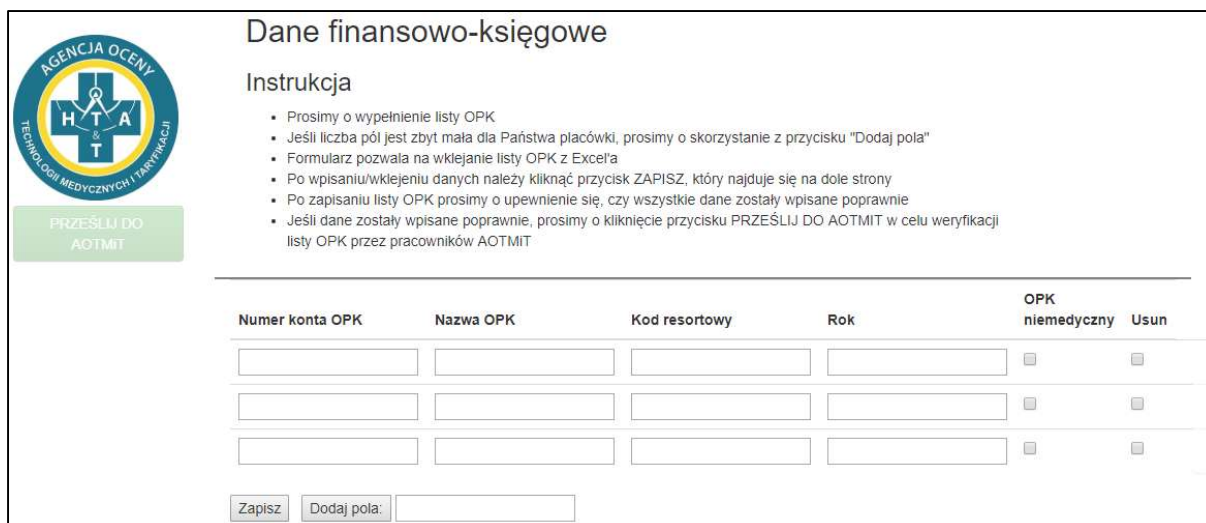 AGENCJA OCENY
TECHNOLOGII MEDYCZNYCH I TARYFIKACJI
H T A
&
T
PRZEŚLIJ DO
AOTMiT
Dane finansowo-księgowe
Instrukcja
• Prosimy o wypełnienie listy OPK
• Jeśli liczba pól jest zbyt mała dla Państwa placówki, prosimy o skorzystanie z przycisku "Dodaj pola"
• Formularz pozwala na wklejanie listy OPK z Excel'a
• Po wpisaniu/wklejeniu danych należy kliknąć przycisk ZAPISZ, który najduje się na dole strony
• Po zapisaniu listy OPK prosimy o upewnienie się, czy wszystkie dane zostały wpisane poprawnie
• Jeśli dane zostały wpisane poprawnie, prosimy o kliknięcie przycisku PRZEŚLIJ DO AOTMIT w celu weryfikacji
listy OPK przez pracowników AOTMiT
Numer konta OPK Nazwa OPK Kod resortowy Rok OPK niemedyczny Usun
Zapisz Dodaj pola: